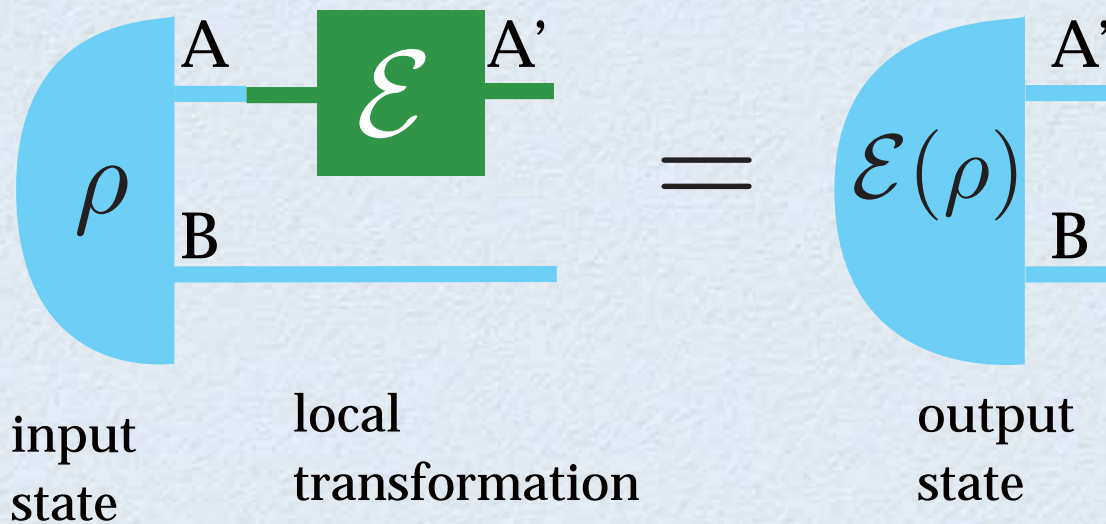 A
ℰ
A’
ρ
B
=
A’
ℰ(ρ)
B
input
state
local
transformation
output
state